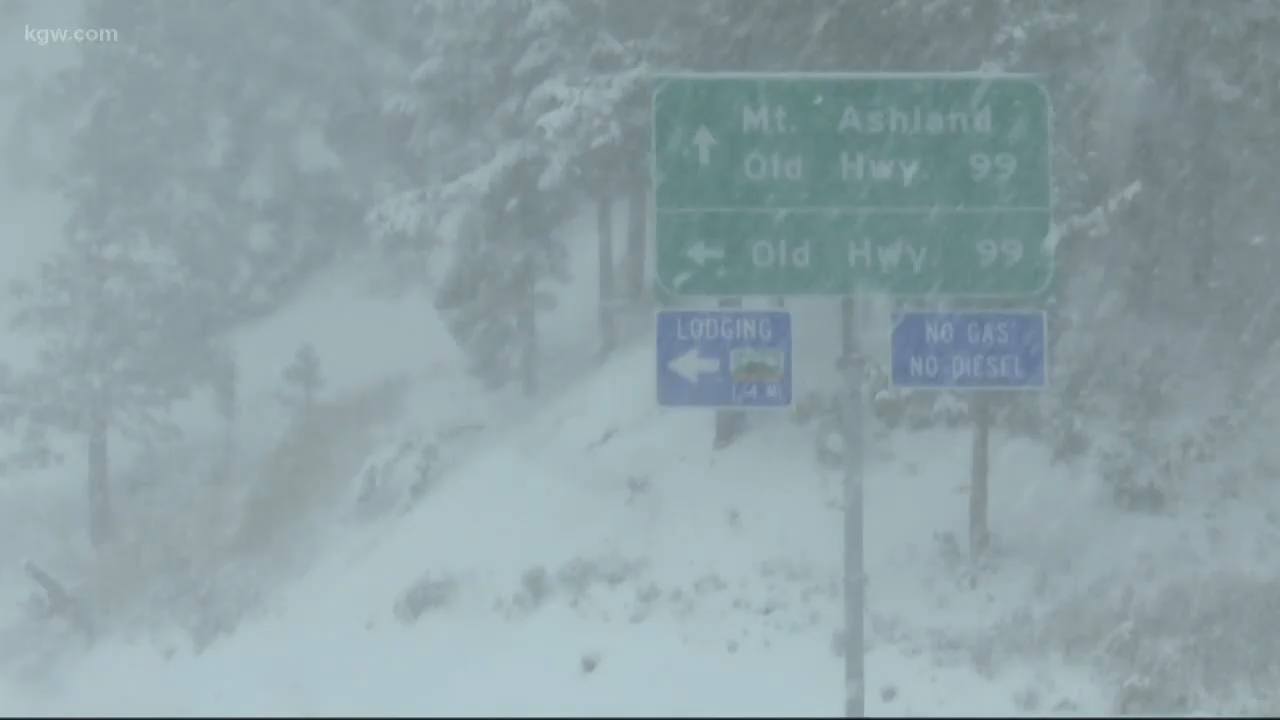 kgw.com
Mt. Ashland
Old Hwy 99
Old Hwy 99
LODGING
NO GAS
NO DIESEL